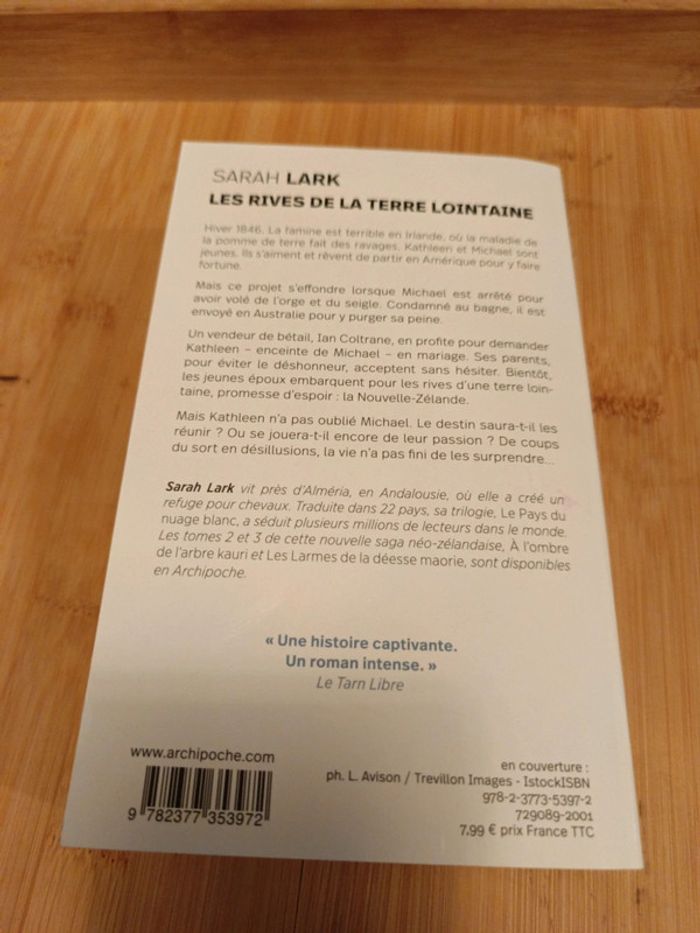 SARAH LARK
LES RIVES DE LA TERRE LOINTAINE
Hiver 1846. La famine est terrible en Irlande, où la maladie de
la pomme de terre fait des ravages. Kathleen et Michael sont
jeunes. Ils s'aiment et rêvent de partir en Amérique pour y faire
fortune.
Mais ce projet s'effondre lorsque Michael est arrêté pour
avoir volé de l'orge et du seigle. Condamné au bagne, il est
envoyé en Australie pour y purger sa peine.
Un vendeur de bétail, Ian Coltrane, en profite pour demander
Kathleen – enceinte de Michael – en mariage. Ses parents,
pour éviter le déshonneur, acceptent sans hésiter. Bientôt,
les jeunes époux embarquent pour les rives d'une terre loin-
taine, promesse d'espoir : la Nouvelle-Zélande.
Mais Kathleen n'a pas oublié Michael. Le destin saura-t-il les
réunir ? Ou se jouera-t-il encore de leur passion ? De coups
du sort en désillusions, la vie n'a pas fini de les surprendre...
Sarah Lark vit près d'Alméria, en Andalousie, où elle a créé un
refuge pour chevaux. Traduite dans 22 pays, sa trilogie, Le Pays du
nuage blanc, a séduit plusieurs millions de lecteurs dans le monde.
Les tomes 2 et 3 de cette nouvelle saga néo-zélandaise, À l'ombre
de l'arbre kauri et Les Larmes de la déesse maorie, sont disponibles
en Archipoche.
« Une histoire captivante.
Un roman intense. »
Le Tarn Libre
www.archipoche.com
9 782377 353972
en couverture :
ph. L. Avison / Trevillon Images - IstockISBN
978-2-3773-5397-2
729089-2001
7.99 € prix France TTC